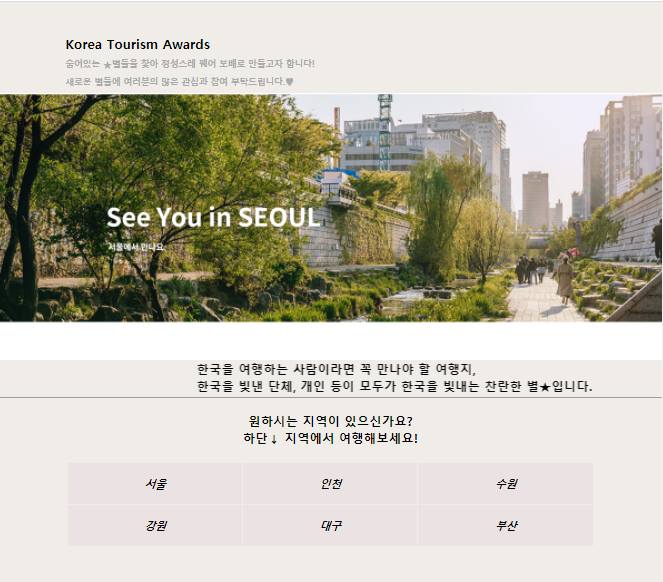 Korea Tourism Awards
숨어있는 ★별들을 찾아 정성스레 꿰어 보배로 만들고자 합니다!
새로운 별들에 여러분의 많은 관심과 참여 부탁드립니다.♥
See You in SEOUL
서울에서 만나요
한국을 여행하는 사람이라면 꼭 만나야 할 여행지,
한국을 빛낸 단체, 개인 등이 모두가 한국을 빛내는 찬란한 별★입니다.
원하시는 지역이 있으신가요?
하단↓ 지역에서 여행해보세요!
서울 인천 수원
강원 대구 부산